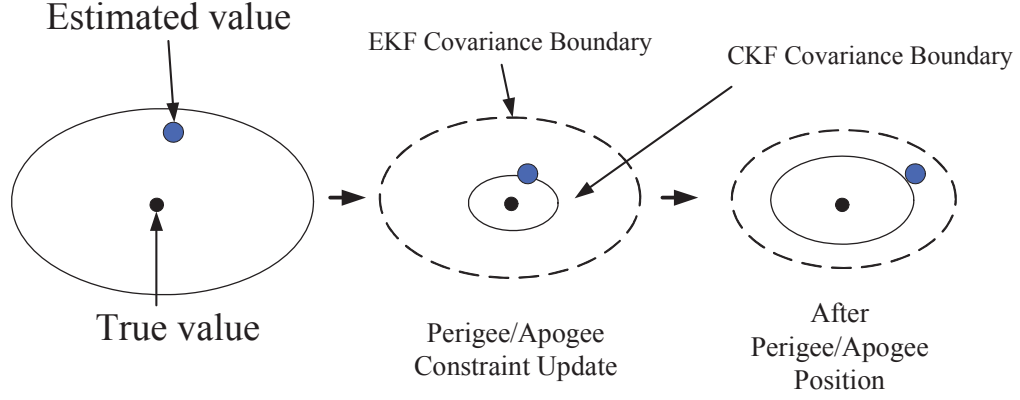 Estimated value
EKF Covariance Boundary
CKF Covariance Boundary
True value
Perigee/Apogee
Constraint Update
After
Perigee/Apogee
Position